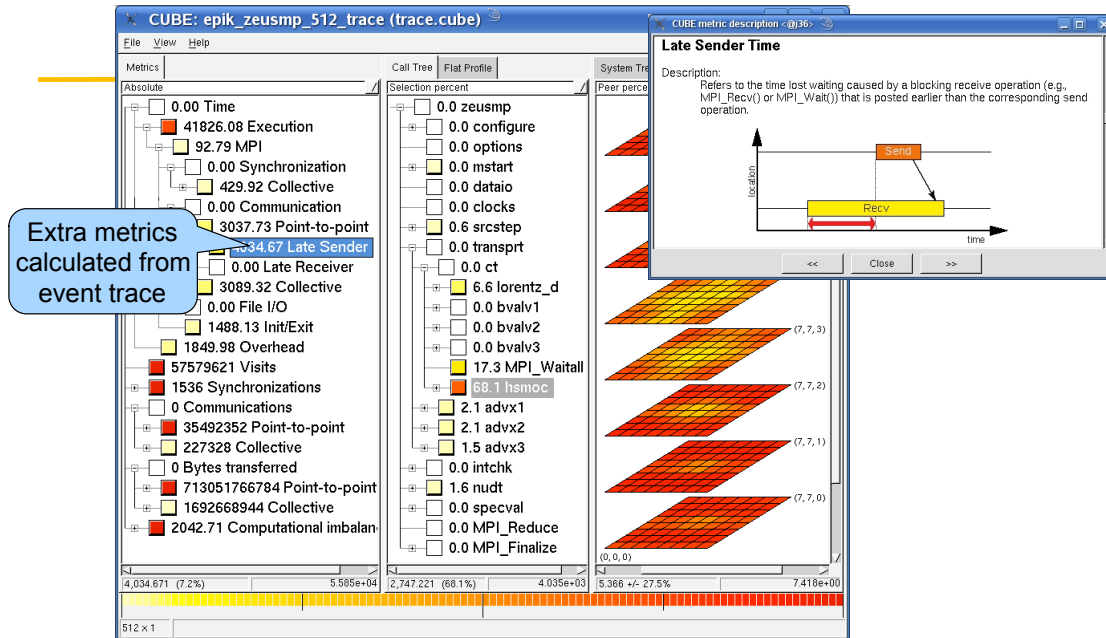 CUBE: epik_zeusmp_512_trace (trace.cube)
File View Help
Metrics
Absolute
0.00 Time
41826.08 Execution
92.79 MPI
0.00 Synchronization
429.92 Collective
0.00 Communication
3037.73 Point-to-point
4034.67 Late Sender
0.00 Late Receiver
3089.32 Collective
0.00 File I/O
1488.13 Init/Exit
1849.98 Overhead
57579621 Visits
1536 Synchronizations
0 Communications
35492352 Point-to-point
227328 Collective
0 Bytes transferred
713051766784 Point-to-point
1692668944 Collective
2042.71 Computational imbalan
4,034.671 (7.2%) 5.585e+04
Extra metrics
calculated from
event trace
Call Tree Flat Profile
Selection percent
0.0 zeusmp
0.0 configure
0.0 options
0.0 mstart
0.0 dataio
0.0 clocks
0.6 srcstep
0.0 transprt
0.0 ct
6.6 lorentz_d
0.0 bvalv1
0.0 bvalv2
0.0 bvalv3
17.3 MPI_Waitall
68.1 hsmoc
2.1 advx1
2.1 advx2
1.5 advx3
0.0 intchk
1.6 nudt
0.0 specval
0.0 MPI_Reduce
0.0 MPI_Finalize
2,747.221 (68.1%) 4.035e+03
System Tre
Peer perce
(7, 7, 3)
(7, 7, 2)
(7, 7, 1)
(7, 7, 0)
(0, 0, 0)
5.366 +/- 27.5% 7.418e+00
512 x 1
CUBE metric description <@j36>
Late Sender Time
Description:
Refers to the time lost waiting caused by a blocking receive operation (e.g.,
MPI_Recv() or MPI_Wait()) that is posted earlier than the corresponding send
operation.
location
Send
Recv
time
<< Close >>